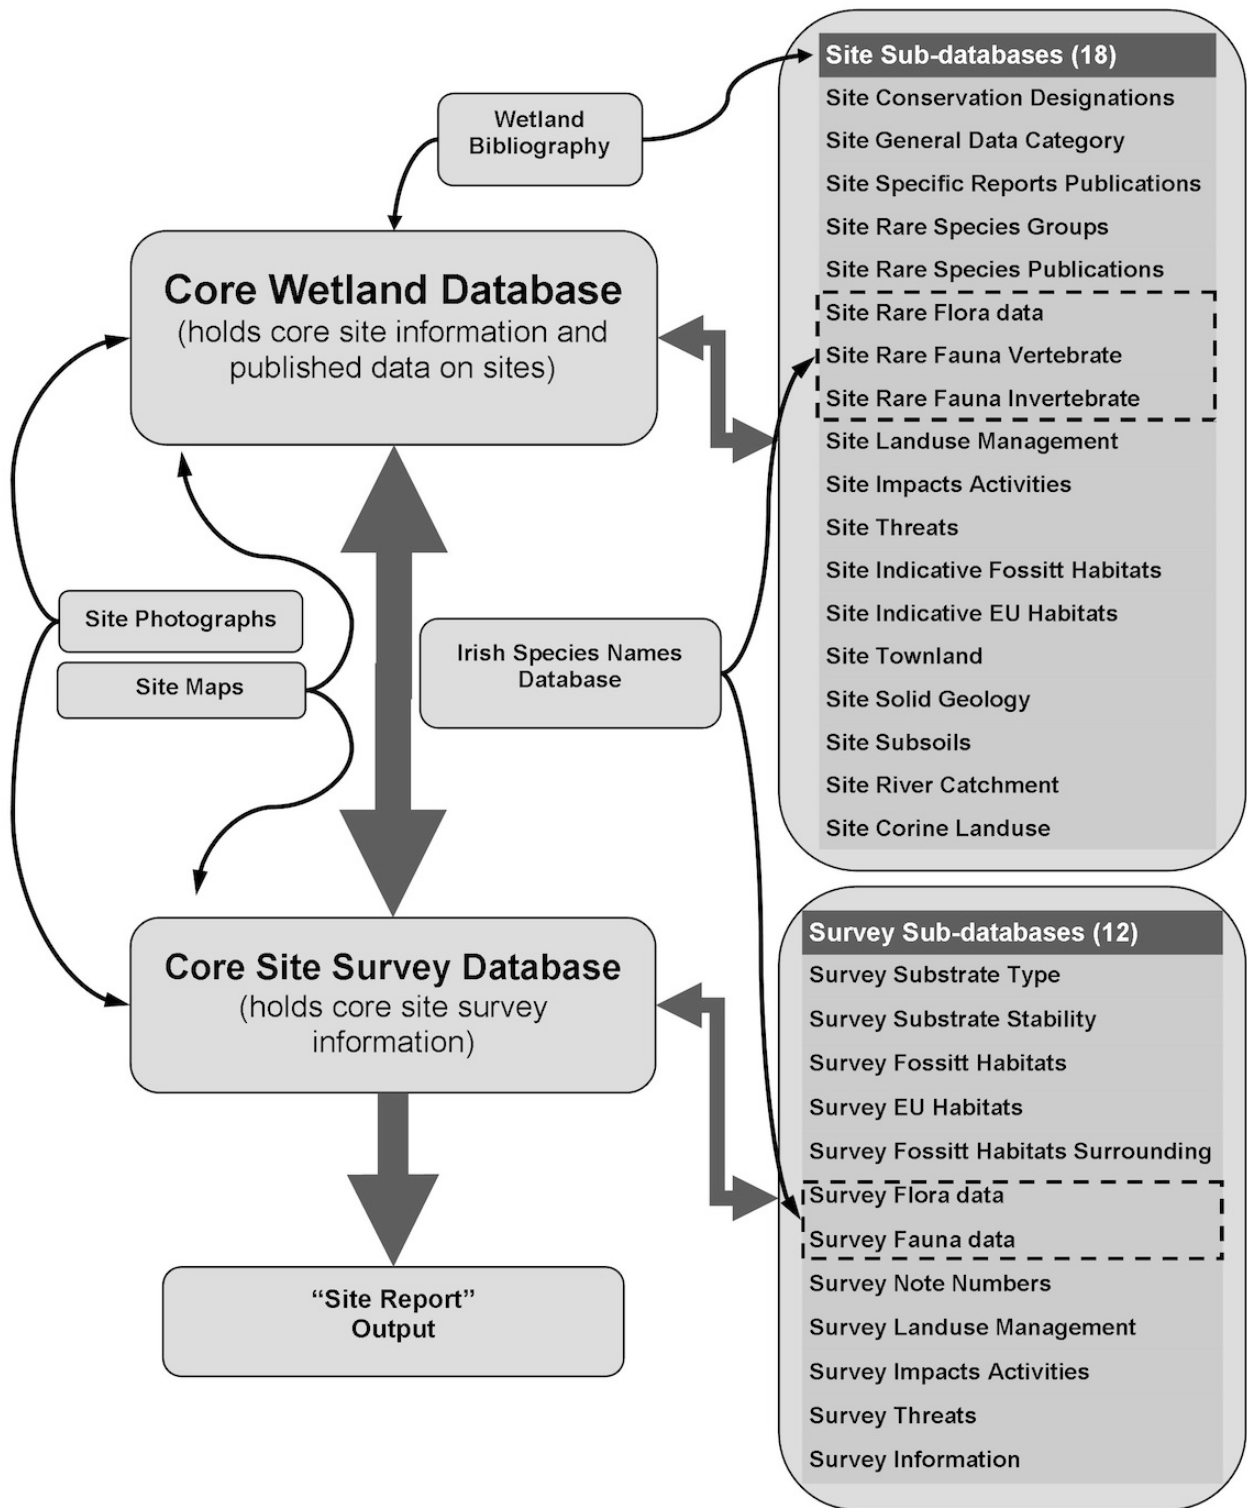 Wetland
Bibliography
Core Wetland Database
(holds core site information and
published data on sites)
Site Photographs
Site Maps
Irish Species Names
Database
Core Site Survey Database
(holds core site survey
information)
“Site Report”
Output
Site Sub-databases (18)
Site Conservation Designations
Site General Data Category
Site Specific Reports Publications
Site Rare Species Groups
Site Rare Species Publications
Site Rare Flora data
Site Rare Fauna Vertebrate
Site Rare Fauna Invertebrate
Site Landuse Management
Site Impacts Activities
Site Threats
Site Indicative Fossitt Habitats
Site Indicative EU Habitats
Site Townland
Site Solid Geology
Site Subsoils
Site River Catchment
Site Corine Landuse
Survey Sub-databases (12)
Survey Substrate Type
Survey Substrate Stability
Survey Fossitt Habitats
Survey EU Habitats
Survey Fossitt Habitats Surrounding
Survey Flora data
Survey Fauna data
Survey Note Numbers
Survey Landuse Management
Survey Impacts Activities
Survey Threats
Survey Information